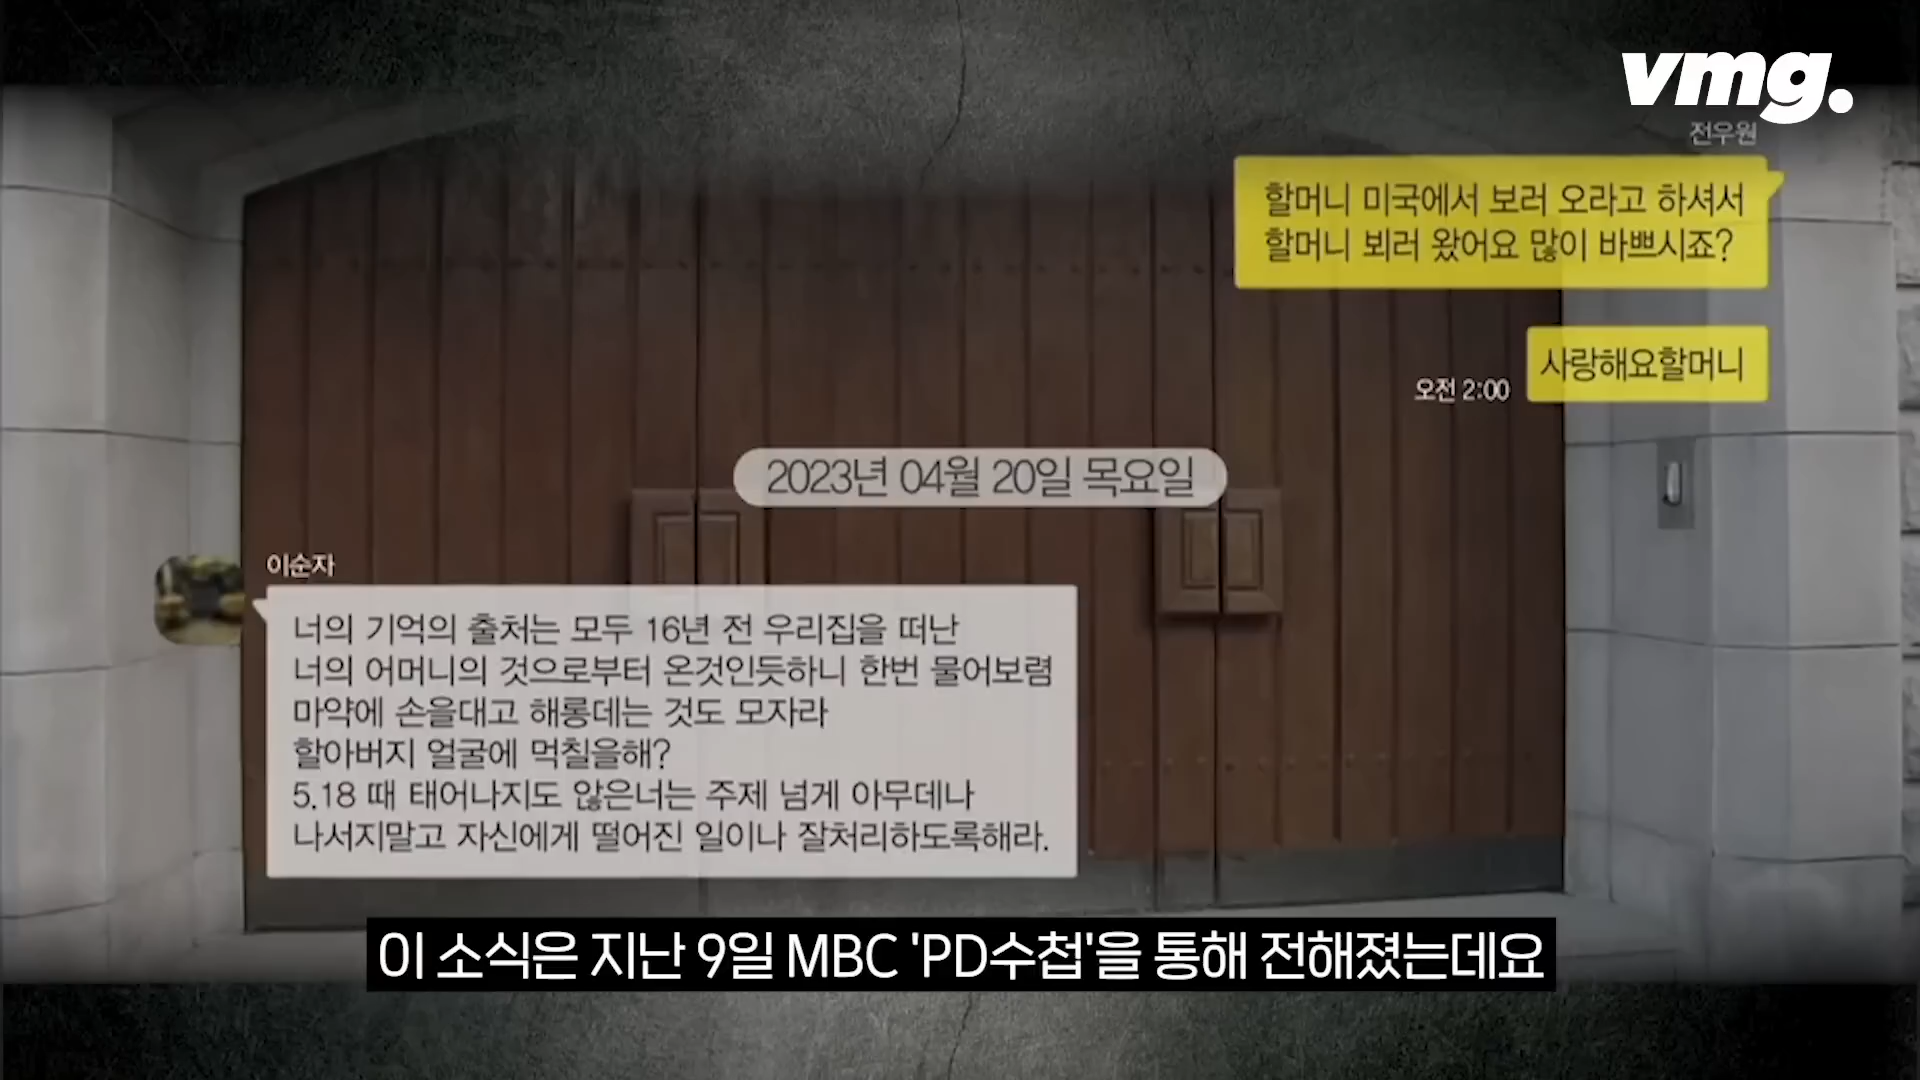 vmg.
전우원
할머니 미국에서 보러 오라고 하셔서
할머니 뵈러 왔어요 많이 바쁘시죠?
사랑해요할머니
오전 2:00
2023년 04월 20일 목요일
이순자
너의 기억의 출처는 모두 16년 전 우리집을 떠난
너의 어머니의 것으로부터 온것인듯하니 한번 물어보렴
마약에 손을대고 해롱데는 것도 모자라
할아버지 얼굴에 먹칠을해?
5.18 때 태어나지도 않은너는 주제 넘게 아무데나
나서지말고 자신에게 떨어진 일이나 잘처리하도록해라.
이 소식은 지난 9일 MBC 'PD수첩'을 통해 전해졌는데요